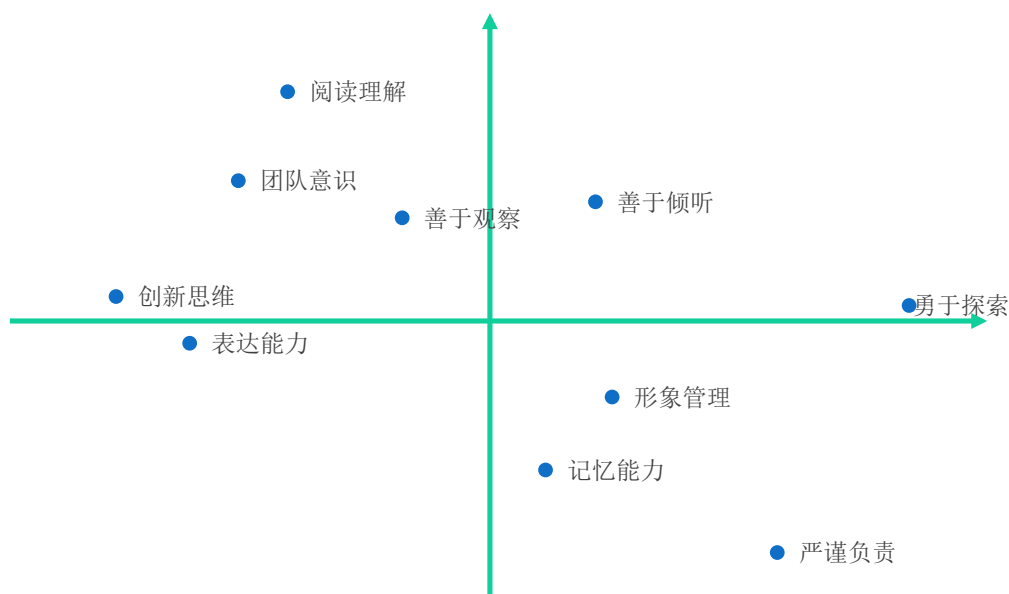 阅读理解
团队意识
善于倾听
善于观察
创新思维
勇于探索
表达能力
形象管理
记忆能力
严谨负责